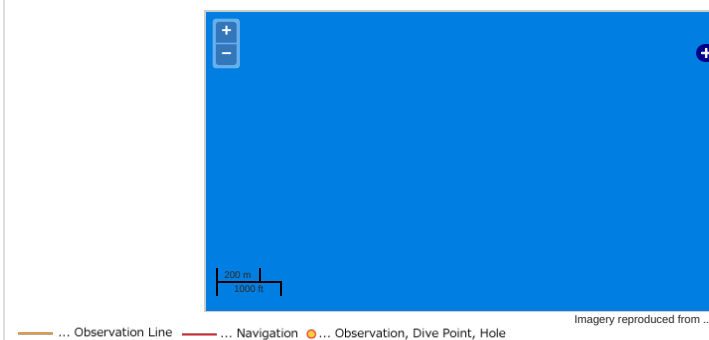 +
−
200 m
1000 ft
Imagery reproduced from ...
... Observation Line ... Navigation ... Observation, Dive Point, Hole